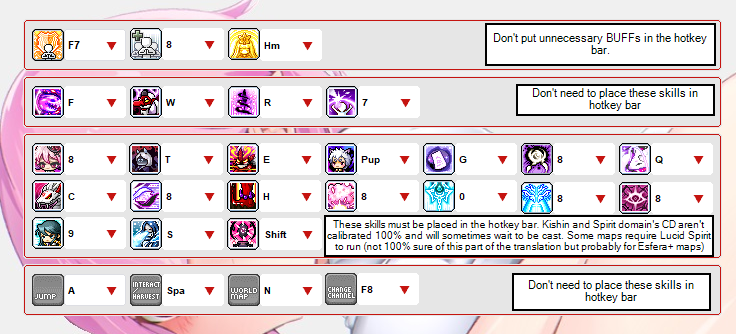 F7 8 Hm
Don't put unnecessary BUFFs in the hotkey
bar.
F W R 7
Don't need to place these skills in
hotkey bar
8 T E Pup G 8 Q
C 8 H 8 0 8 8
9 S Shift
These skills must be placed in the hotkey bar. Kishin and Spirit domain's CD aren't
calibrated 100% and will sometimes wait to be cast. Some maps require Lucid Spirit
to run (not 100% sure of this part of the translation but probably for Esfera+ maps)
JUMP A INTERACT/ HARVEST Spa WORLD MAP N CHANGE CHANNEL F8
Don't need to place these skills in
hotkey bar